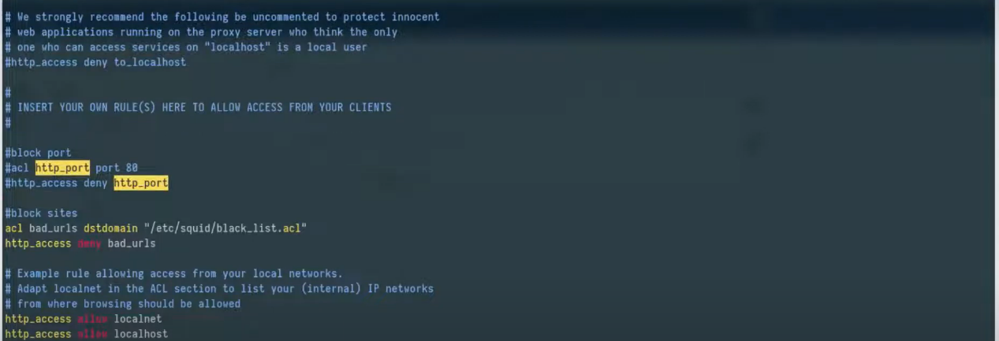 # We strongly recommend the following be uncommented to protect innocent
# web applications running on the proxy server who think the only
# one who can access services on "localhost" is a local user
#http_access deny to_localhost
#
# INSERT YOUR OWN RULE(S) HERE TO ALLOW ACCESS FROM YOUR CLIENTS
#
#block port
#acl http_port port 80
#http_access deny http_port
#block sites
acl bad_urls dstdomain "/etc/squid/black_list.acl"
http_access deny bad_urls
# Example rule allowing access from your local networks.
# Adapt localnet in the ACL section to list your (internal) IP networks
# from where browsing should be allowed
http_access allow localnet
http_access allow localhost